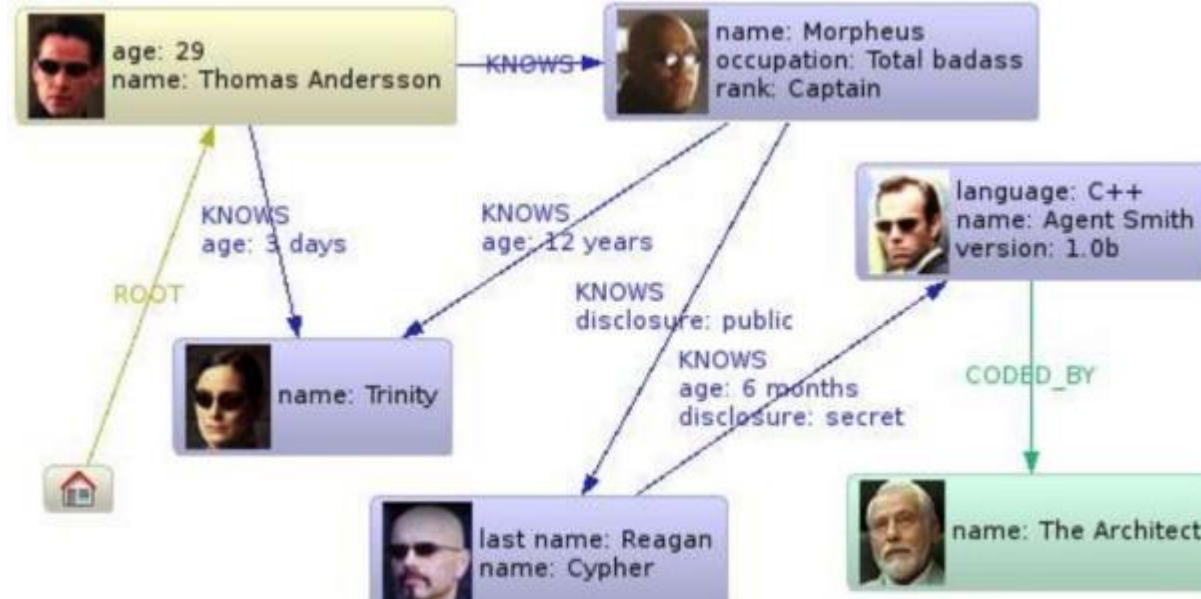 age: 29
name: Thomas Andersson
KNOWS
name: Morpheus
occupation: Total badass
rank: Captain
language: C++
name: Agent Smith
version: 1.0b
KNOWS
age: 3 days
KNOWS
age: 12 years
ROOT
KNOWS
disclosure: public
KNOWS
age: 6 months
disclosure: secret
CODED_BY
name: Trinity
last name: Reagan
name: Cypher
name: The Architect